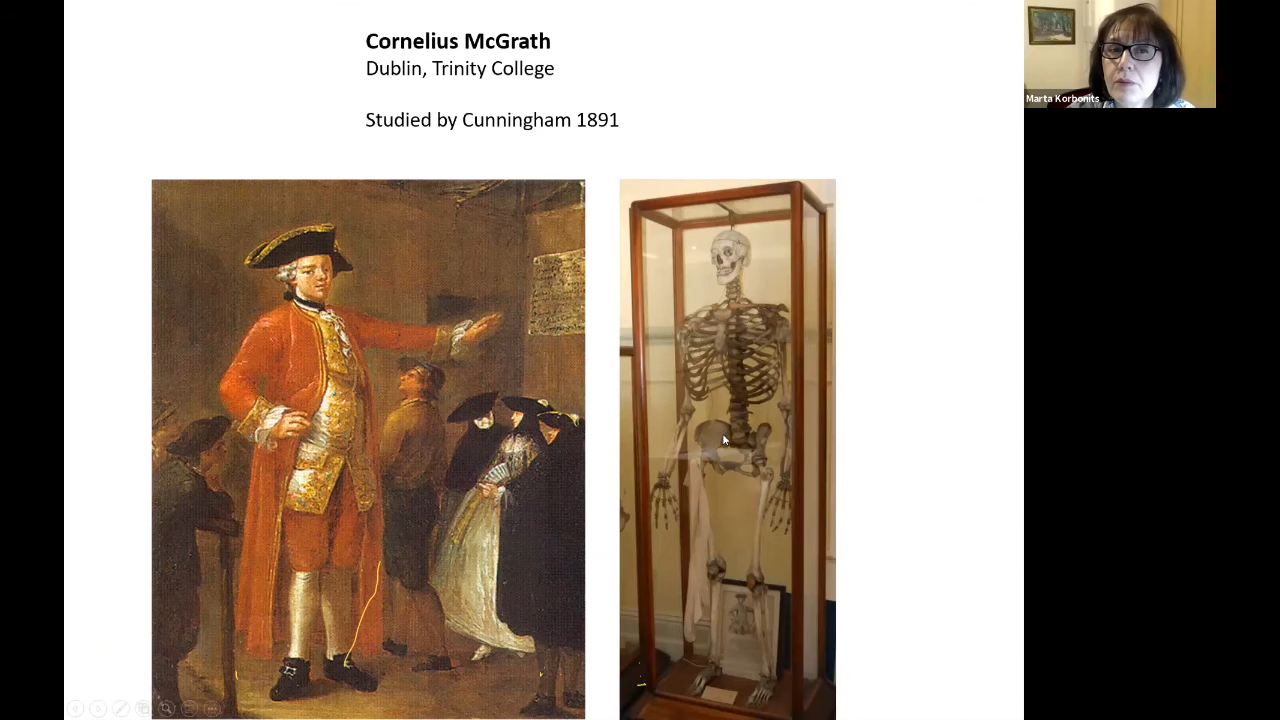 Cornelius McGrath
Dublin, Trinity College
Studied by Cunningham 1891
Marta Korbonits